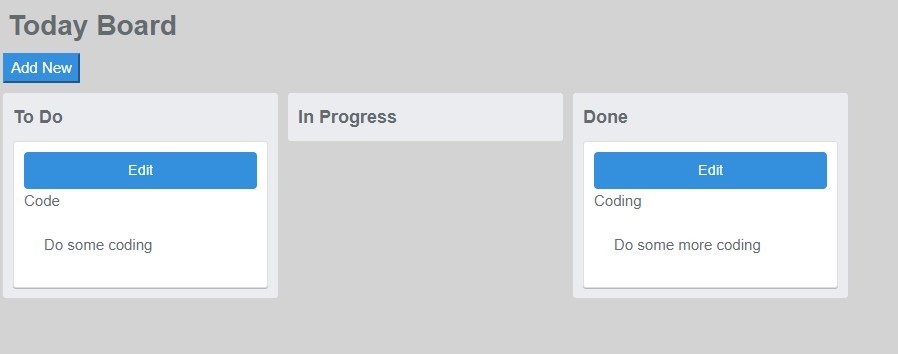 Today Board
Add New
To Do
Edit
Code
Do some coding
In Progress
Done
Edit
Coding
Do some more coding